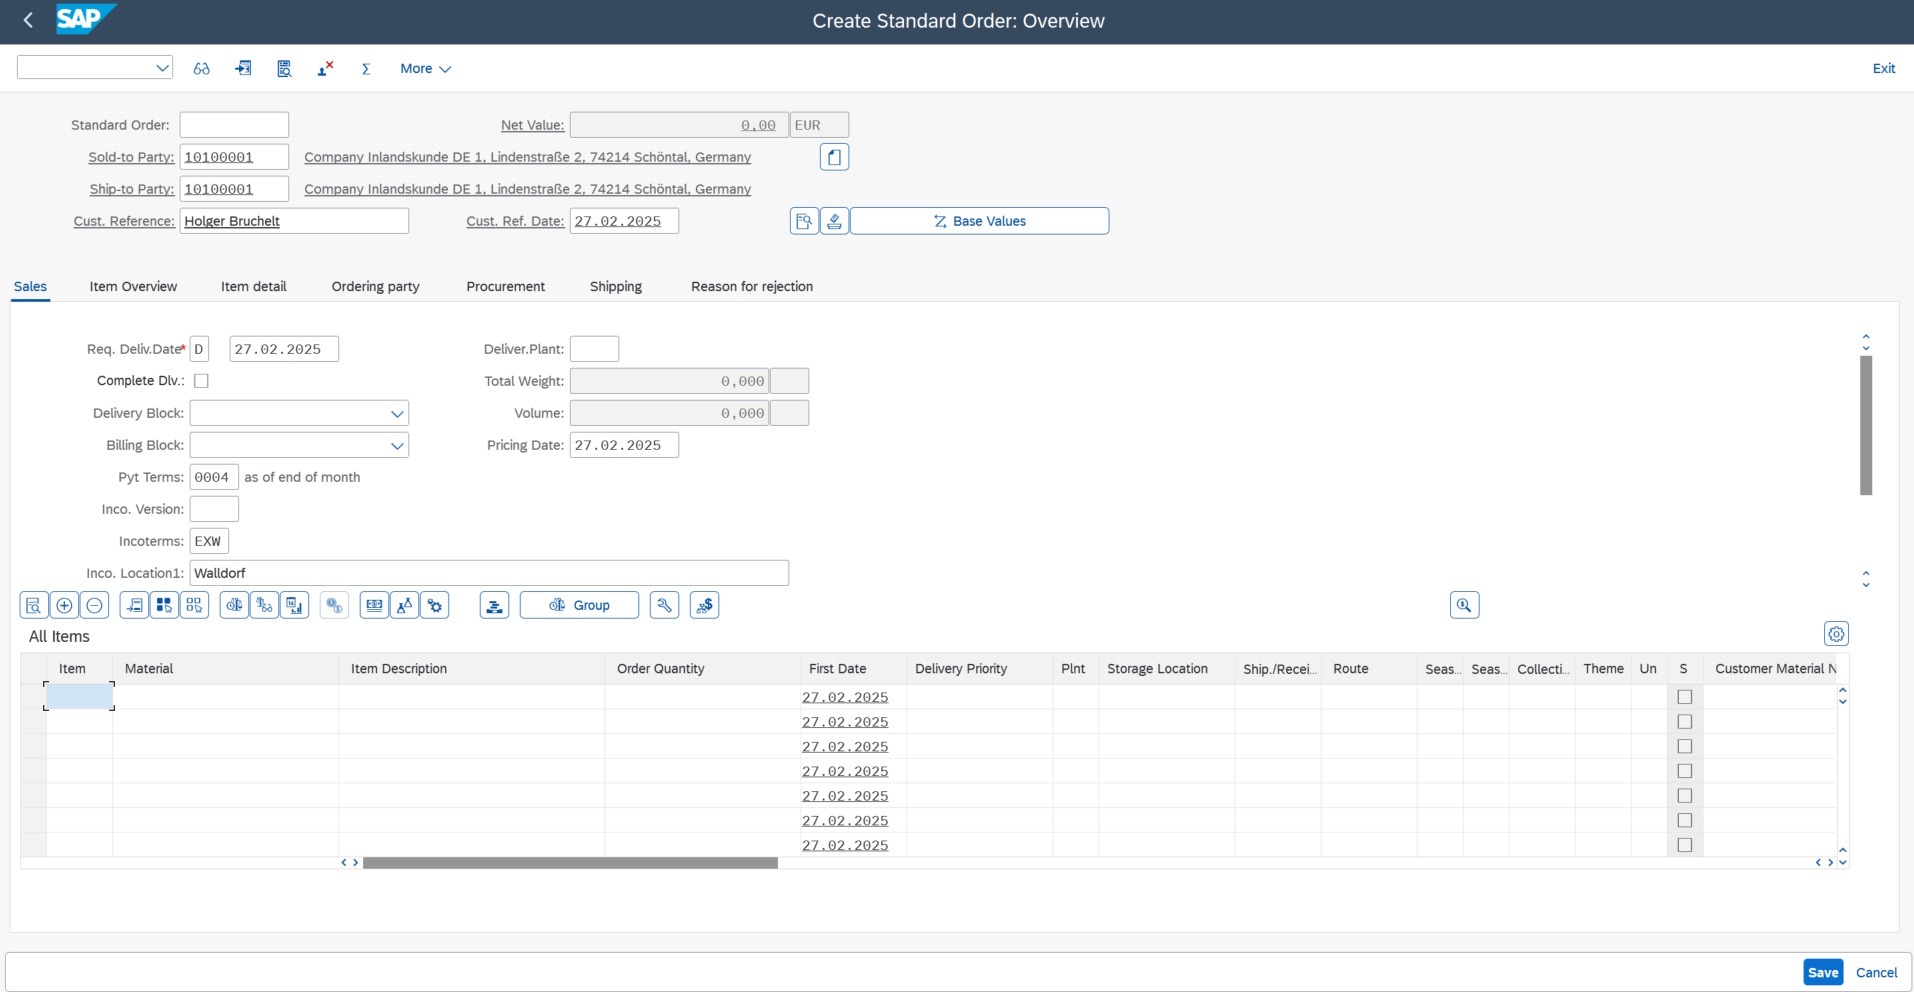 SAP
Create Standard Order: Overview
More
Exit
Standard Order:
Net Value: 0,00 EUR
Sold-to Party: 10100001 Company Inlandskunde DE 1, Lindenstraße 2, 74214 Schöntal, Germany
Ship-to Party: 10100001 Company Inlandskunde DE 1, Lindenstraße 2, 74214 Schöntal, Germany
Cust. Reference: Holger Bruchelt Cust. Ref. Date: 27.02.2025 Base Values
Sales Item Overview Item detail Ordering party Procurement Shipping Reason for rejection
Req. Deliv.Date* D 27.02.2025 Deliver.Plant:
Complete Dlv.: Total Weight: 0,000
Delivery Block: Volume: 0,000
Billing Block: Pricing Date: 27.02.2025
Pyt Terms: 0004 as of end of month
Inco. Version:
Incoterms: EXW
Inco. Location1: Walldorf
Group
All Items
Item Material Item Description Order Quantity First Date Delivery Priority Plnt Storage Location Ship./Recei... Route Seas... Seas... Collecti... Theme Un S Customer Material N
27.02.2025
27.02.2025
27.02.2025
27.02.2025
27.02.2025
27.02.2025
27.02.2025
Save Cancel